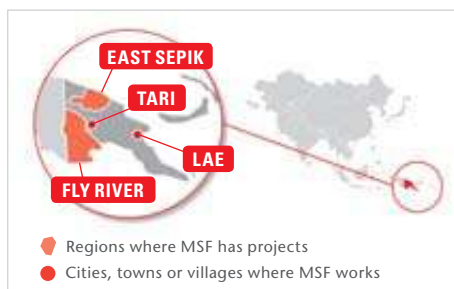 EAST SEPIK
TARI
LAE
FLY RIVER
Regions where MSF has projects
Cities, towns or villages where MSF works